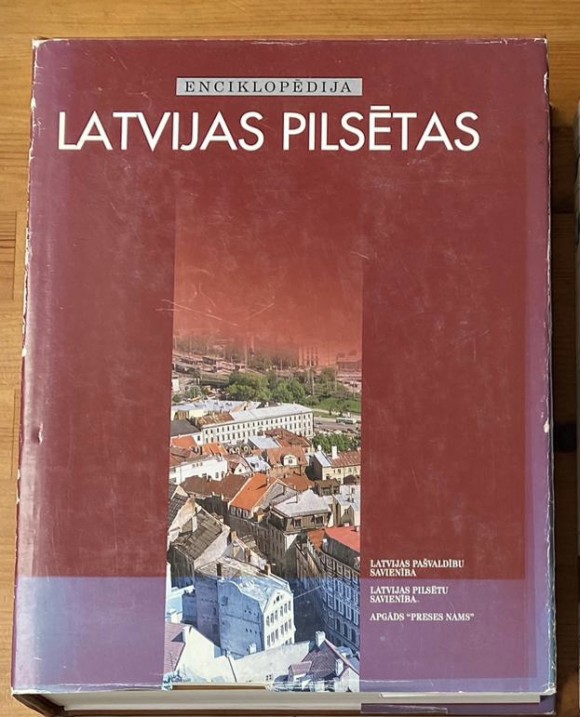 ENCIKLOPĒDIJA
LATVIJAS PILSĒTAS
LATVIJAS PAŠVALDĪBU
SAVIENĪBA
LATVIJAS PILSĒTU
SAVIENĪBA
APGĀDS "PRESES NAMS"